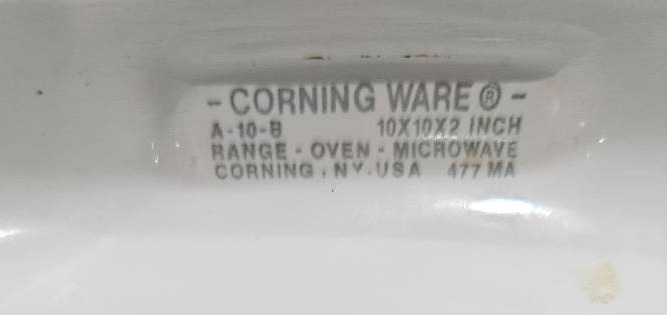 - CORNING WARE ® -
A-10-B 10X10X2 INCH
RANGE - OVEN - MICROWAVE
CORNING, NY. USA 477 MA